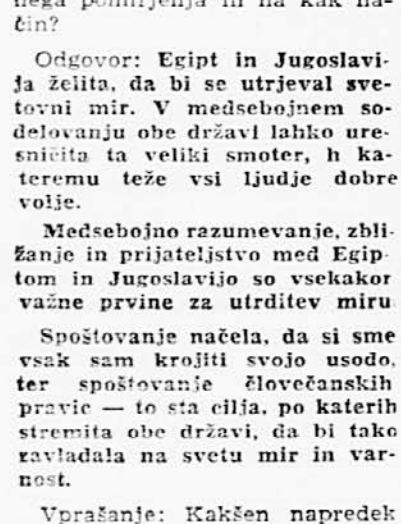 nega pomirjenja in na kak na-
čin?
Odgovor: Egipt in Jugoslavi-
ja želita, da bi se utrjeval sve-
tovni mir. V medsebojnem so-
delovanju obe državi lahko ure-
sničita ta veliki smoter, h ka-
teremu teže vsi ljudje dobre
volje.
Medsebojno razumevanje, zbli-
žanje in prijateljstvo med Egip-
tom in Jugoslavijo so vsekakor
važne prvine za utrditev miru
Spoštovanje načela, da si sme
vsak sam krojiti svojo usodo,
ter spoštovanje človečanskih
pravic — to sta cilja, po katerih
stremita obe državi, da bi tako
zavladala na svetu mir in var-
nost.
Vprašanje: Kakšen napredek